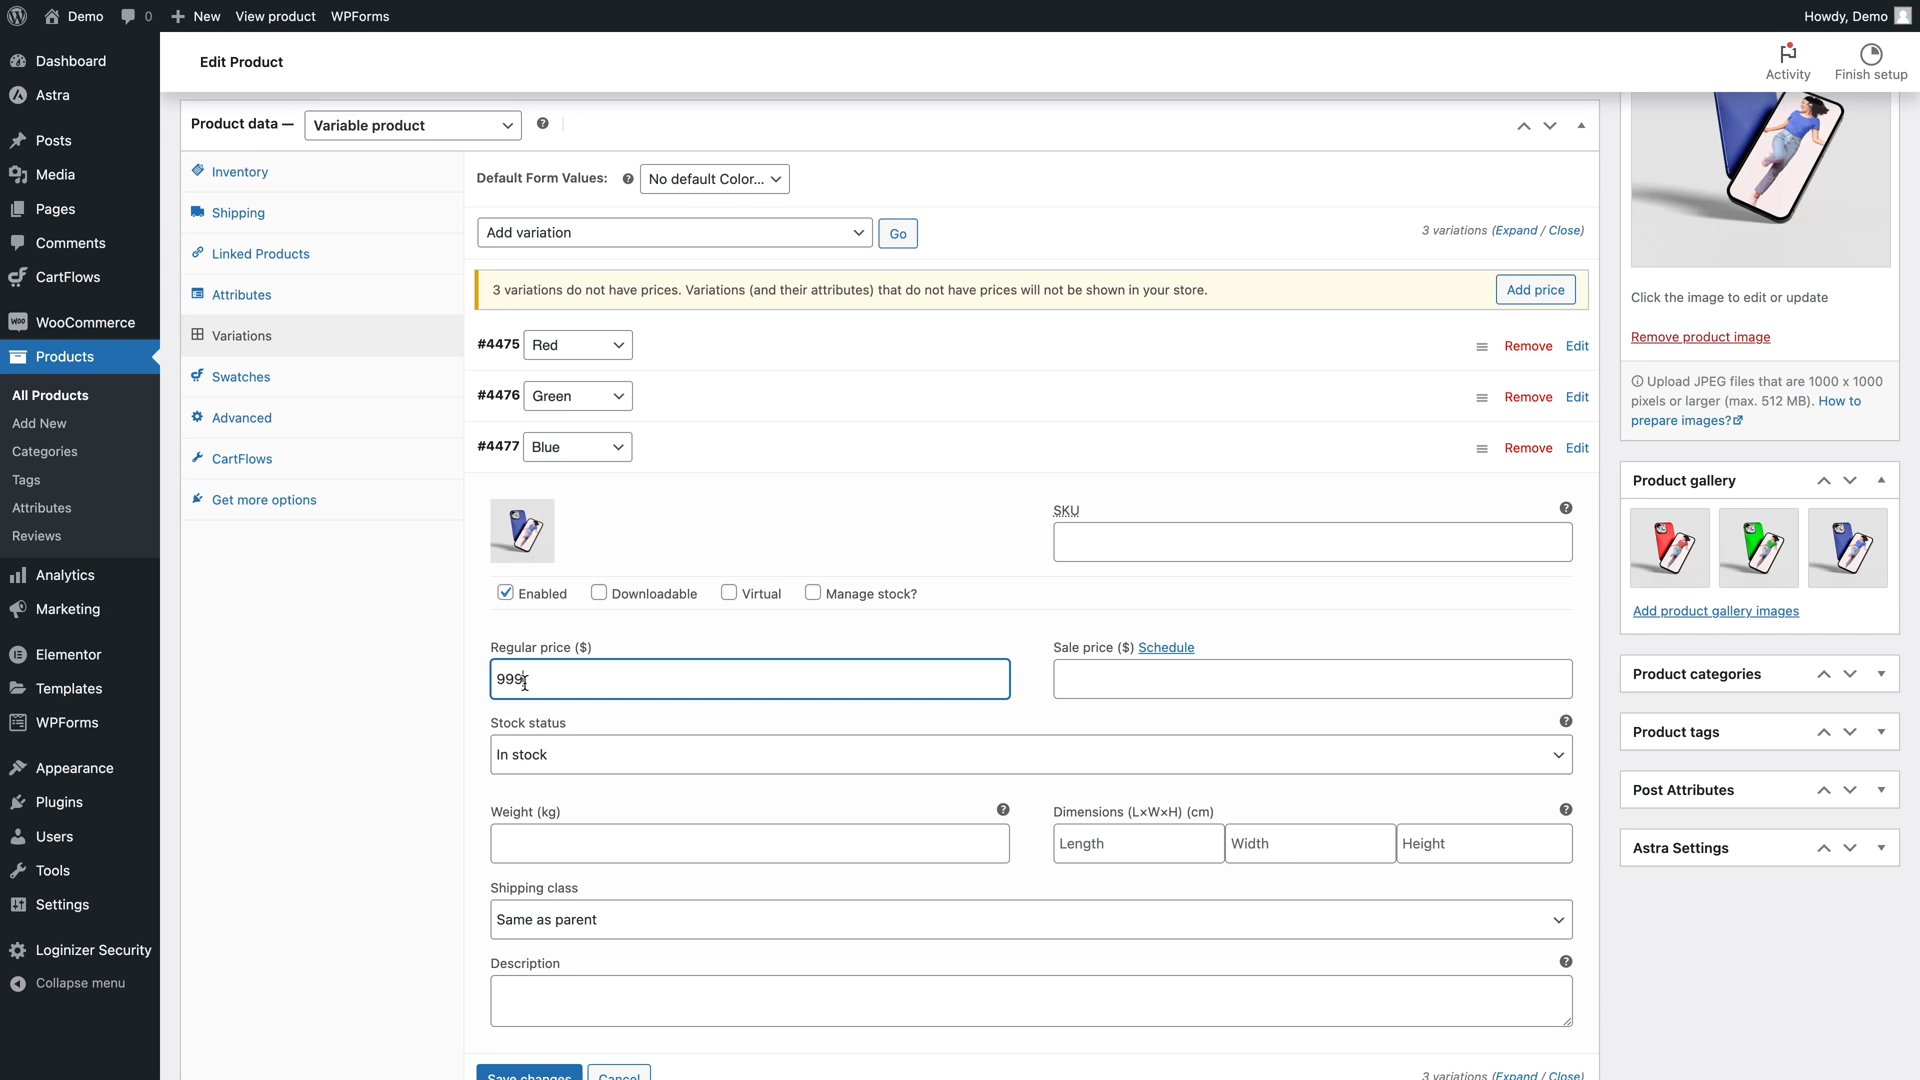 Demo
0
New
View product
WPForms
Howdy, Demo
Edit Product
Activity
Finish setup
Dashboard
Astra
Posts
Media
Pages
Comments
CartFlows
WooCommerce
Products
All Products
Add New
Categories
Tags
Attributes
Reviews
Analytics
Marketing
Elementor
Templates
WPForms
Appearance
Plugins
Users
Tools
Settings
Loginizer Security
Collapse menu
Product data — Variable product
Inventory
Shipping
Linked Products
Attributes
Variations
Swatches
Advanced
CartFlows
Get more options
Default Form Values: No default Color...
Add variation Go 3 variations (Expand / Close)
3 variations do not have prices. Variations (and their attributes) that do not have prices will not be shown in your store. Add price
#4475 Red Remove Edit
#4476 Green Remove Edit
#4477 Blue Remove Edit
SKU
Enabled Downloadable Virtual Manage stock?
Regular price ($)
999
Sale price ($) Schedule
Stock status
In stock
Weight (kg)
Dimensions (L×W×H) (cm)
Length Width Height
Shipping class
Same as parent
Description
Save changes Cancel 3 variations (Expand / Close)
Click the image to edit or update
Remove product image
Upload JPEG files that are 1000 x 1000
pixels or larger (max. 512 MB). How to
prepare images?
Product gallery
Add product gallery images
Product categories
Product tags
Post Attributes
Astra Settings